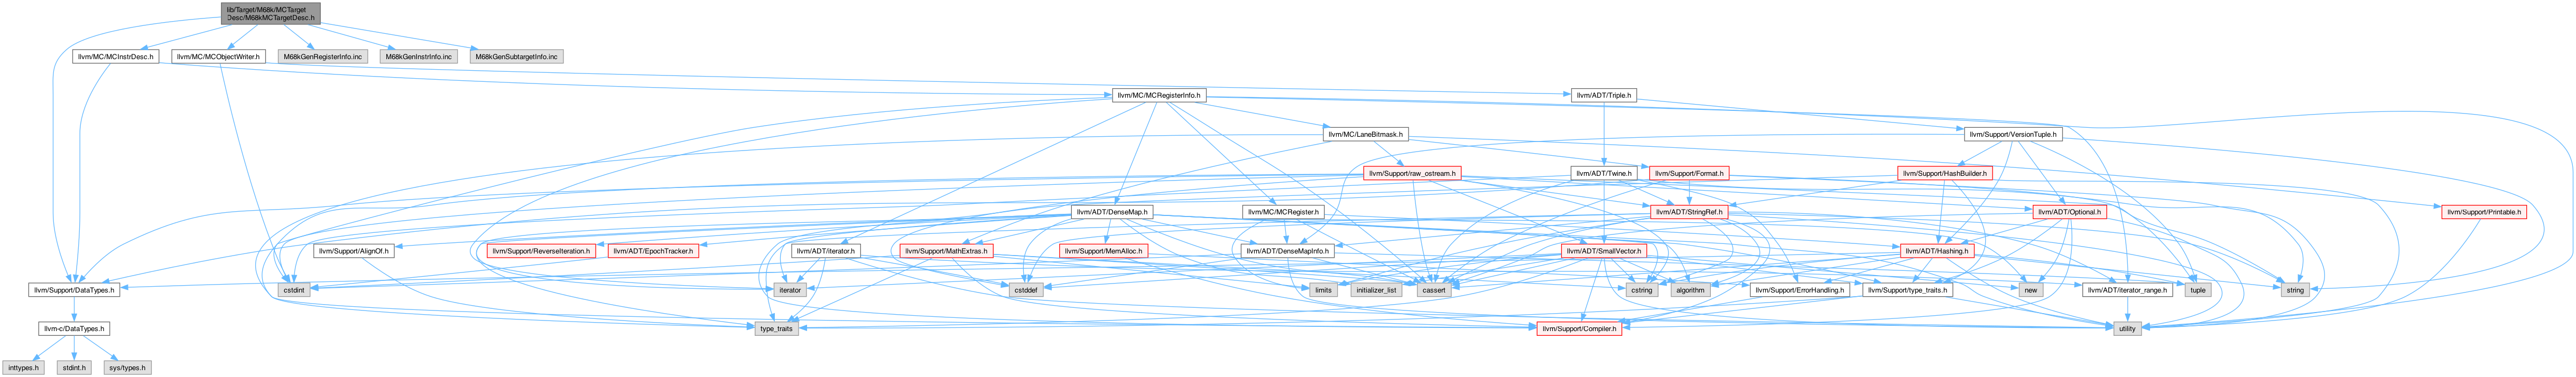 lib/Target/M68k/MCTarget
Desc/M68kMCTargetDesc.h
llvm/MC/MCInstrDesc.h
llvm/MC/MCObjectWriter.h
M68kGenRegisterInfo.inc
M68kGenInstrInfo.inc
M68kGenSubtargetInfo.inc
llvm/MC/MCRegisterInfo.h
llvm/ADT/Triple.h
llvm/MC/LaneBitmask.h
llvm/Support/VersionTuple.h
llvm/Support/raw_ostream.h
llvm/ADT/Twine.h
llvm/Support/Format.h
llvm/Support/HashBuilder.h
llvm/ADT/DenseMap.h
llvm/MC/MCRegister.h
llvm/ADT/StringRef.h
llvm/ADT/Optional.h
llvm/Support/Printable.h
llvm/Support/AlignOf.h
llvm/Support/ReverseIteration.h
llvm/ADT/EpochTracker.h
llvm/ADT/iterator.h
llvm/Support/MathExtras.h
llvm/Support/MemAlloc.h
llvm/ADT/DenseMapInfo.h
llvm/ADT/SmallVector.h
llvm/ADT/Hashing.h
llvm/Support/DataTypes.h
cstdint
iterator
cstddef
limits
initializer_list
cassert
cstring
algorithm
llvm/Support/ErrorHandling.h
llvm/Support/type_traits.h
new
llvm/ADT/iterator_range.h
tuple
string
llvm-c/DataTypes.h
type_traits
llvm/Support/Compiler.h
utility
inttypes.h
stdint.h
sys/types.h